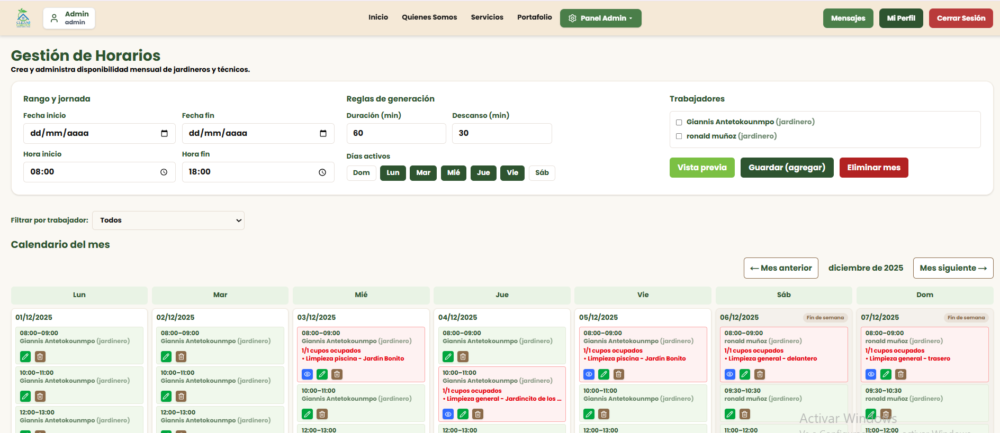 CLEAN &
GARDEN
Admin
admin
Inicio
Quienes Somos
Servicios
Portafolio
Panel Admin
Mensajes
Mi Perfil
Cerrar Sesión
Gestión de Horarios
Crea y administra disponibilidad mensual de jardineros y técnicos.
Rango y jornada
Fecha inicio
Fecha fin
dd/mm/aaaa
dd/mm/aaaa
Hora inicio
Hora fin
08:00
18:00
Reglas de generación
Duración (min)
Descanso (min)
60
30
Días activos
Dom Lun Mar Mié Jue Vie Sáb
Trabajadores
Giannis Antetokounmpo (jardinero)
ronald muñoz (jardinero)
Vista previa
Guardar (agregar)
Eliminar mes
Filtrar por trabajador: Todos
Calendario del mes
← Mes anterior
diciembre de 2025
Mes siguiente →
Lun
Mar
Mié
Jue
Vie
Sáb
Dom
01/12/2025
08:00–09:00
Giannis Antetokounmpo (jardinero)
10:00–11:00
Giannis Antetokounmpo (jardinero)
12:00–13:00
Giannis Antetokounmpo (jardinero)
02/12/2025
08:00–09:00
Giannis Antetokounmpo (jardinero)
10:00–11:00
Giannis Antetokounmpo (jardinero)
12:00–13:00
Giannis Antetokounmpo (jardinero)
03/12/2025
08:00–09:00
Giannis Antetokounmpo (jardinero)
1/1 cupos ocupados
• Limpieza piscina - Jardín Bonito
10:00–11:00
Giannis Antetokounmpo (jardinero)
12:00–13:00
04/12/2025
08:00–09:00
Giannis Antetokounmpo (jardinero)
10:00–11:00
Giannis Antetokounmpo (jardinero)
1/1 cupos ocupados
• Limpieza general - Jardincito de los ...
12:00–13:00
05/12/2025
08:00–09:00
Giannis Antetokounmpo (jardinero)
1/1 cupos ocupados
• Limpieza piscina - Jardín Bonito
10:00–11:00
Giannis Antetokounmpo (jardinero)
12:00–13:00
06/12/2025
Fin de semana
08:00–09:00
ronald muñoz (jardinero)
1/1 cupos ocupados
• Limpieza general - delantero
09:30–10:30
ronald muñoz (jardinero)
11:00–12:00
07/12/2025
Fin de semana
08:00–09:00
ronald muñoz (jardinero)
1/1 cupos ocupados
• Limpieza general - trasero
09:30–10:30
ronald muñoz (jardinero)
11:00–12:00
Activar Windows